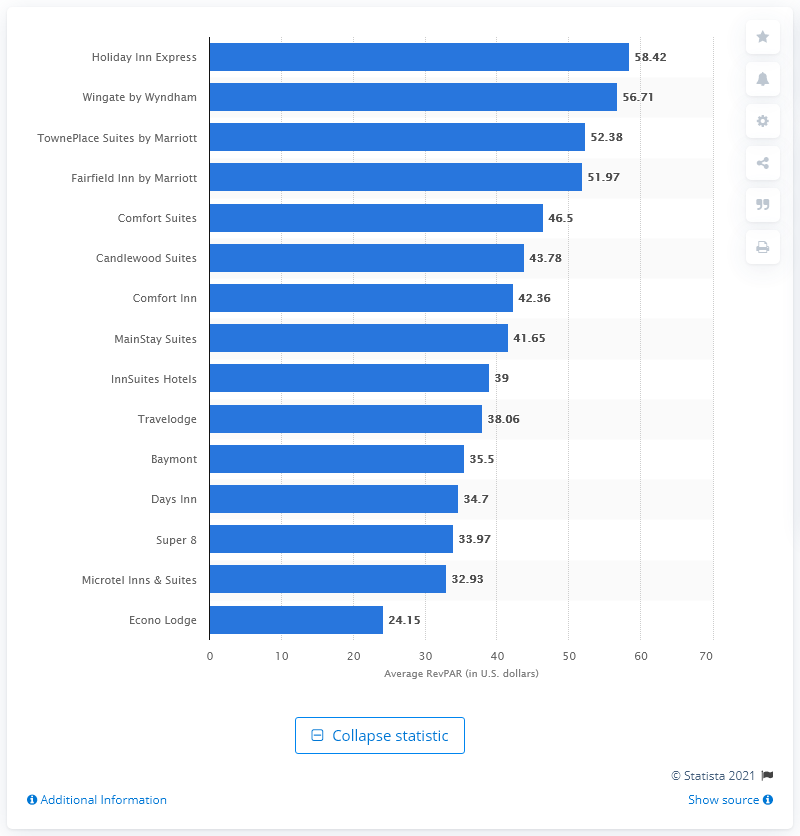 Holiday Inn Express 58.42
Wingate by Wyndham 56.71
TownePlace Suites by Marriott 52.38
Fairfield Inn by Marriott 51.97
Comfort Suites 46.5
Candlewood Suites 43.78
Comfort Inn 42.36
MainStay Suites 41.65
InnSuites Hotels 39
Travelodge 38.06
Baymont 35.5
Days Inn 34.7
Super 8 33.97
Microtel Inns & Suites 32.93
Econo Lodge 24.15
0 10 20 30 40 50 60 70
Average RevPAR (in U.S. dollars)
Collapse statistic
© Statista 2021
Additional Information Show source